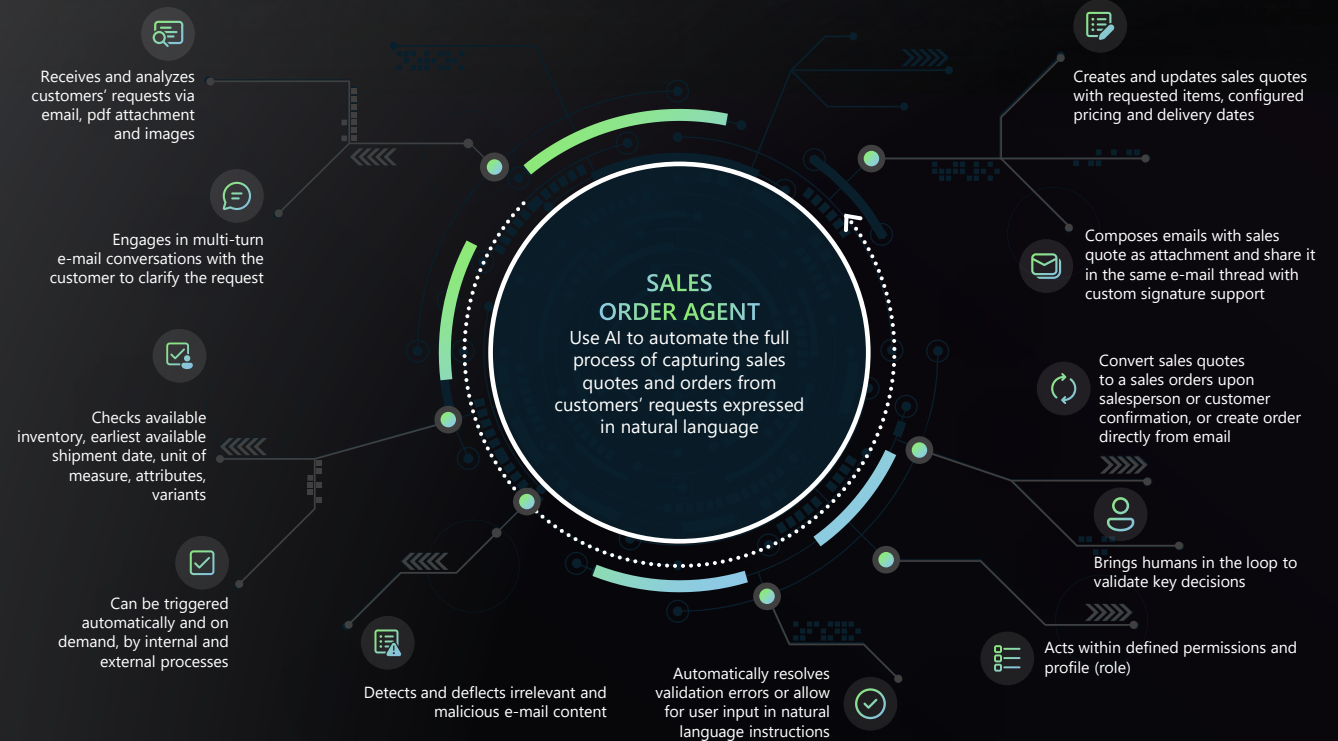 Receives and analyzes
customers' requests via
email, pdf attachment
and images
Engages in multi-turn
e-mail conversations with the
customer to clarify the request
Checks available
inventory, earliest available
shipment date, unit of
measure, attributes,
variants
Can be triggered
automatically and on
demand, by internal and
external processes
Detects and deflects irrelevant and
malicious e-mail content
SALES
ORDER AGENT
Use AI to automate the full
process of capturing sales
quotes and orders from
customers' requests expressed
in natural language
Automatically resolves
validation errors or allow
for user input in natural
language instructions
Creates and updates sales quotes
with requested items, configured
pricing and delivery dates
Composes emails with sales
quote as attachment and share it
in the same e-mail thread with
custom signature support
Convert sales quotes
to a sales orders upon
salesperson or customer
confirmation, or create order
directly from email
Brings humans in the loop to
validate key decisions
Acts within defined permissions and
profile (role)